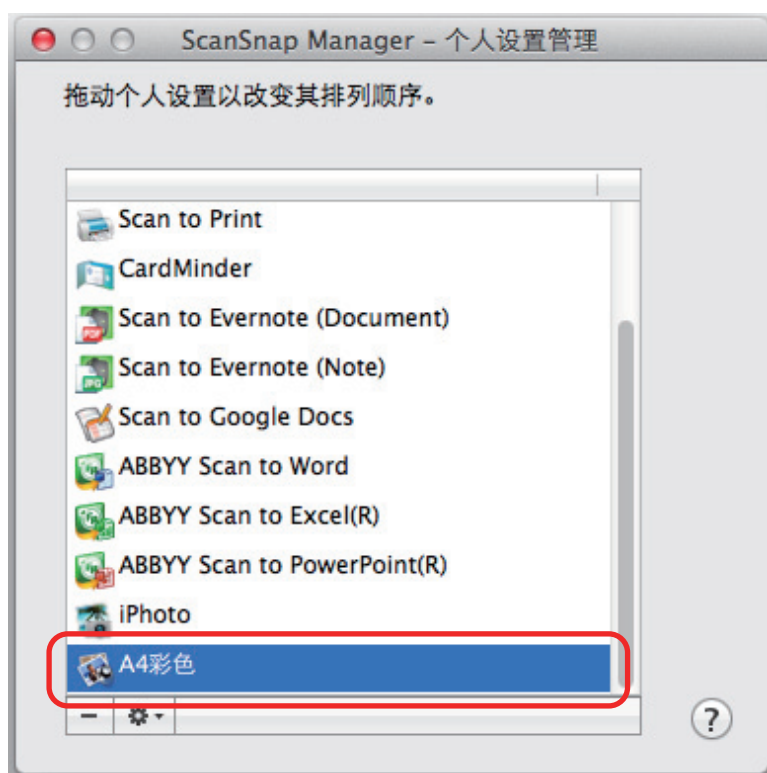 ScanSnap Manager – 个人设置管理
拖动个人设置以改变其排列顺序。
Scan to Print
CardMinder
Scan to Evernote (Document)
Scan to Evernote (Note)
Scan to Google Docs
ABBYY Scan to Word
ABBYY Scan to Excel(R)
ABBYY Scan to PowerPoint(R)
iPhoto
A4彩色
?